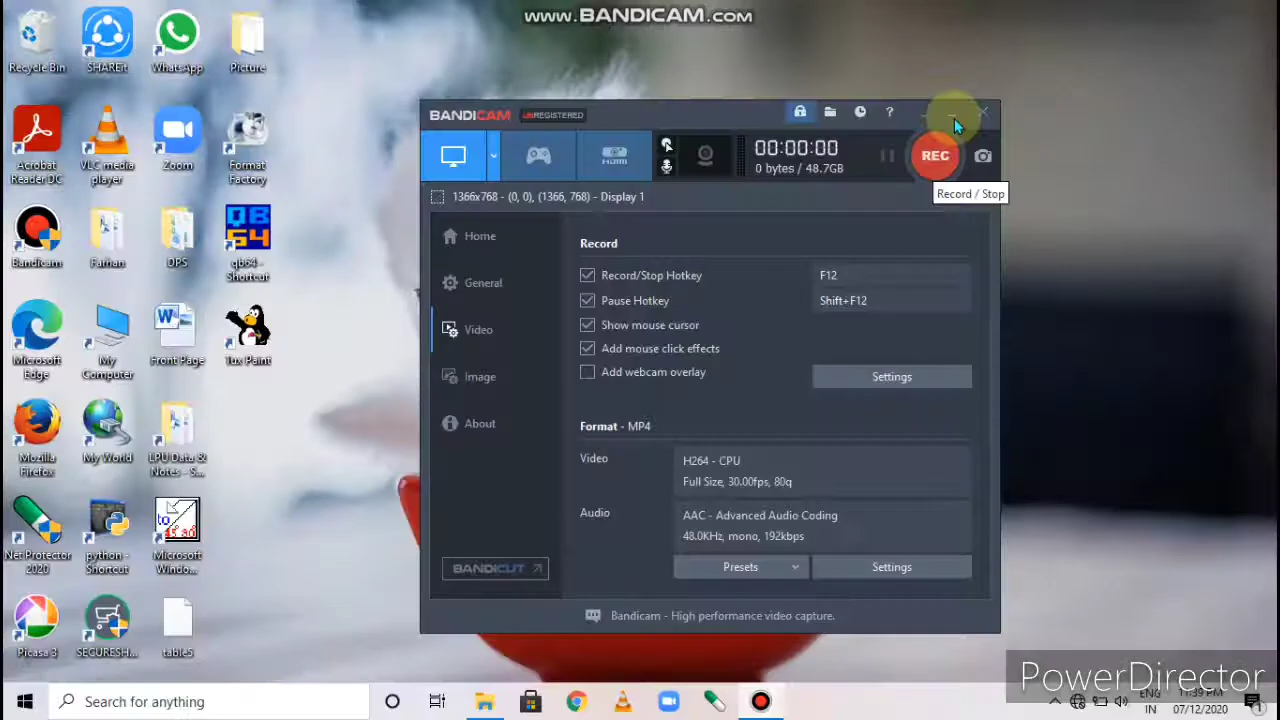 www.BANDICAM.com
Recycle Bin
SHAREit
WhatsApp
Picture
Acrobat Reader DC
VLC media player
Zoom
Format Factory
Bandicam
Farhan
DPS
qb64 - Shortcut
QB
64
Microsoft Edge
My Computer
Front Page
Tux Paint
Mozilla Firefox
My World
LPU Data & Notes - S...
Net Protector 2020
python - Shortcut
Microsoft Windo...
Picasa 3
SECURESH...
table5
BANDICAM UNREGISTERED
?
HDMI
00:00:00
0 bytes / 48.7GB
REC
Record / Stop
1366x768 - (0, 0), (1366, 768) - Display 1
Home
General
Video
Image
About
BANDICUT
Record
Record/Stop Hotkey F12
Pause Hotkey Shift+F12
Show mouse cursor
Add mouse click effects
Add webcam overlay
Settings
Format - MP4
Video
H264 - CPU
Full Size, 30.00fps, 80q
Audio
AAC - Advanced Audio Coding
48.0KHz, mono, 192kbps
Presets
Settings
Bandicam - High performance video capture.
PowerDirector
Search for anything
ENG
IN
11:39 PM
07/12/2020